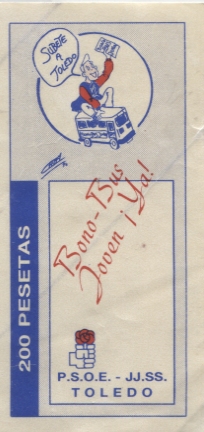 SÚBETE
A
TOLEDO
Bono-Bus
Joven ¡Ya!
200 PESETAS
P.S.O.E. - JJ.SS.
TOLEDO